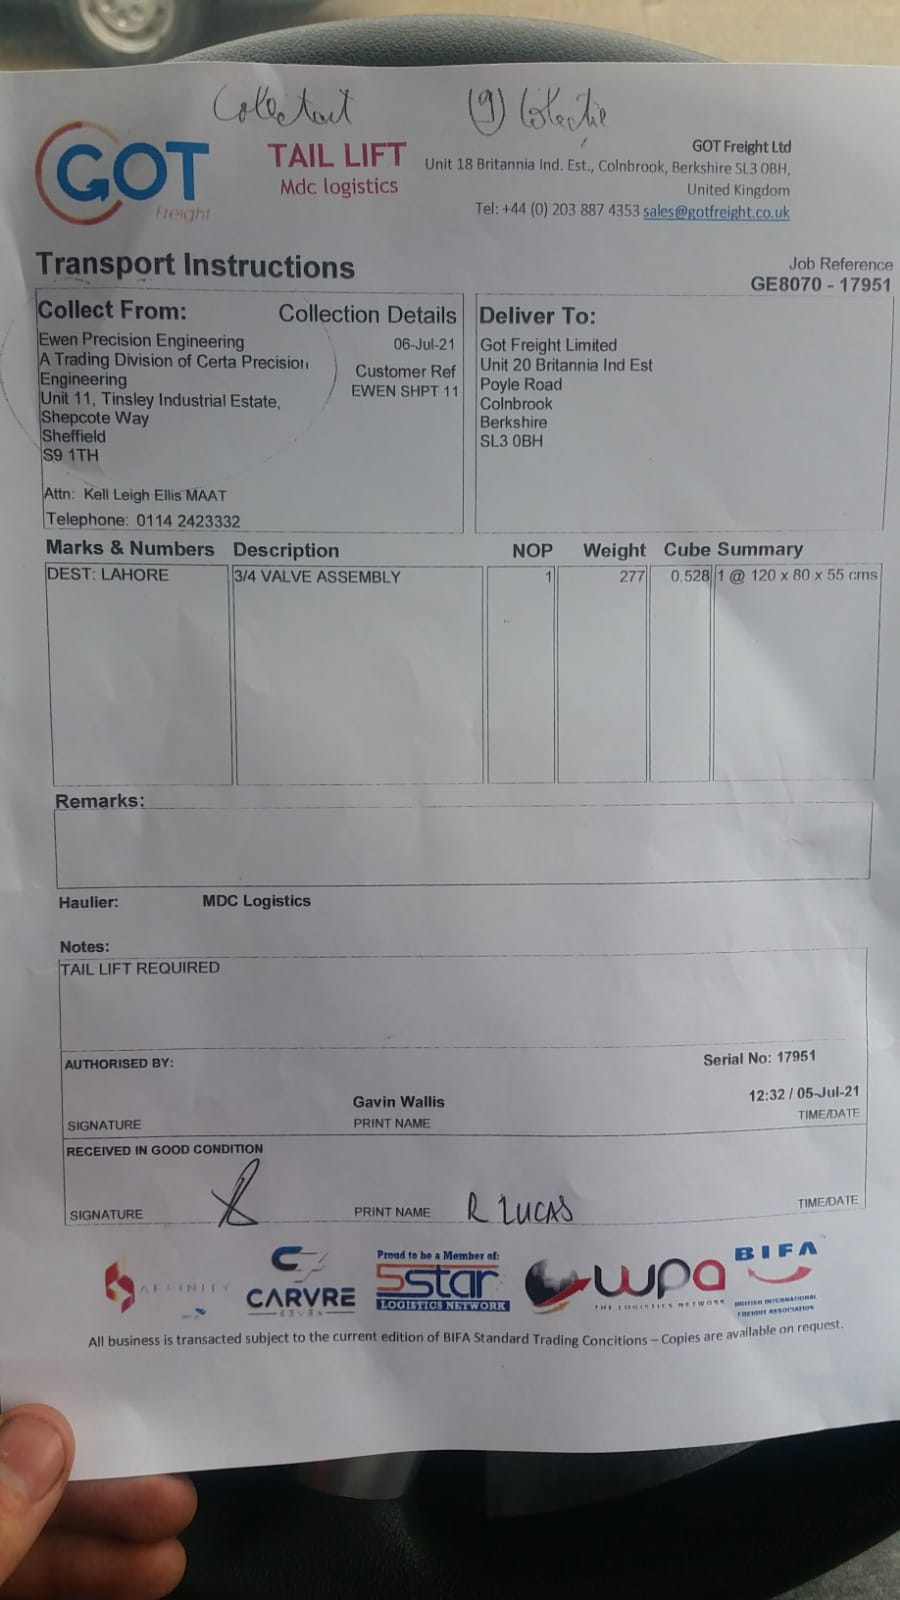 GOT
Freight
TAIL LIFT
Mdc logistics
GOT Freight Ltd
Unit 18 Britannia Ind. Est., Colnbrook, Berkshire SL3 0BH,
United Kingdom
Tel: +44 (0) 203 887 4353 sales@gotfreight.co.uk
Transport Instructions
Job Reference
GE8070 - 17951
Collect From:
Ewen Precision Engineering
A Trading Division of Certa Precision
Engineering
Unit 11, Tinsley Industrial Estate,
Shepcote Way
Sheffield
S9 1TH
Attn: Kell Leigh Ellis MAAT
Telephone: 0114 2423332
Collection Details
06-Jul-21
Customer Ref
EWEN SHPT 11
Deliver To:
Got Freight Limited
Unit 20 Britannia Ind Est
Poyle Road
Colnbrook
Berkshire
SL3 0BH
Marks & Numbers Description NOP Weight Cube Summary
DEST: LAHORE 3/4 VALVE ASSEMBLY 1 277 0.528 1 @ 120 x 80 x 55 cms
Remarks:
Haulier: MDC Logistics
Notes:
TAIL LIFT REQUIRED
AUTHORISED BY: Serial No: 17951
Gavin Wallis 12:32 / 05-Jul-21
SIGNATURE PRINT NAME TIME/DATE
RECEIVED IN GOOD CONDITION
SIGNATURE PRINT NAME R LUCAS TIME/DATE
AFFINITY
CARVRE
SEVEN
Proud to be a Member of:
5star
LOGISTICS NETWORK
wpa
THE LOGISTICS NETWORK
BIFA
BRITISH INTERNATIONAL
FREIGHT ASSOCIATION
All business is transacted subject to the current edition of BIFA Standard Trading Concitions – Copies are available on request.